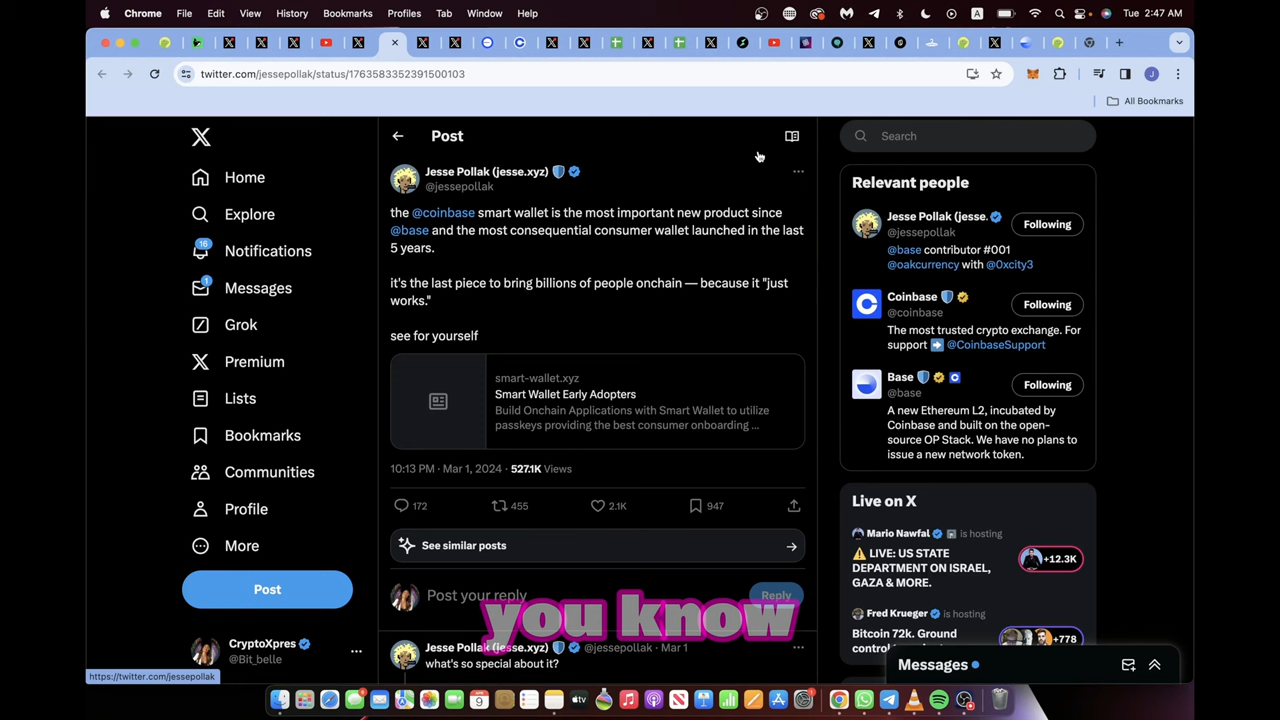 Chrome File Edit View History Bookmarks Profiles Tab Window Help
A
Tue 2:47 AM
twitter.com/jessepollak/status/1763583352391500103
J
All Bookmarks
Home
Explore
16
Notifications
1
Messages
Grok
Premium
Lists
Bookmarks
Communities
Profile
More
Post
CryptoXpres
@Bit_belle
https://twitter.com/jessepollak
Post
Jesse Pollak (jesse.xyz)
@jessepollak
the @coinbase smart wallet is the most important new product since
@base and the most consequential consumer wallet launched in the last
5 years.
it's the last piece to bring billions of people onchain — because it "just
works."
see for yourself
smart-wallet.xyz
Smart Wallet Early Adopters
Build Onchain Applications with Smart Wallet to utilize
passkeys providing the best consumer onboarding ...
10:13 PM · Mar 1, 2024 · 527.1K Views
172 455 2.1K 947
See similar posts
Post your reply
Reply
you know
Jesse Pollak (jesse.xyz) @jessepollak · Mar 1
what's so special about it?
Search
Relevant people
Jesse Pollak (jesse.
@jessepollak
Following
@base contributor #001
@oakcurrency with @0xcity3
Coinbase
@coinbase
Following
The most trusted crypto exchange. For
support @CoinbaseSupport
Base
@base
Following
A new Ethereum L2, incubated by
Coinbase and built on the open-
source OP Stack. We have no plans to
issue a new network token.
Live on X
Mario Nawfal is hosting
LIVE: US STATE
DEPARTMENT ON ISRAEL,
GAZA & MORE.
+12.3K
Fred Krueger is hosting
Bitcoin 72k. Ground
+778
Messages
9